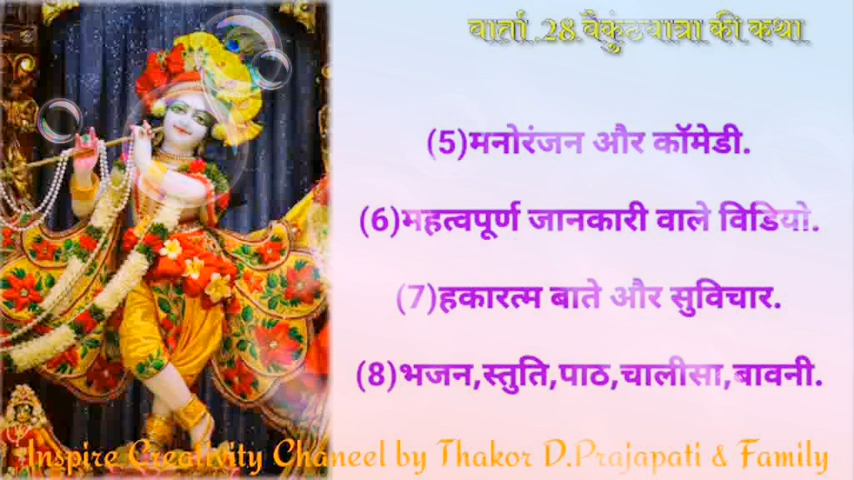 वार्ता .28.वैकुंठयात्रा की कथा
(5)मनोरंजन और कॉमेडी.
(6)महत्वपूर्ण जानकारी वाले विडियो.
(7)हकारत्म बाते और सुविचार.
(8)भजन,स्तुति,पाठ,चालीसा,बावनी.
Inspire Creativity Chaneel by Thakor D.Prajapati & Family